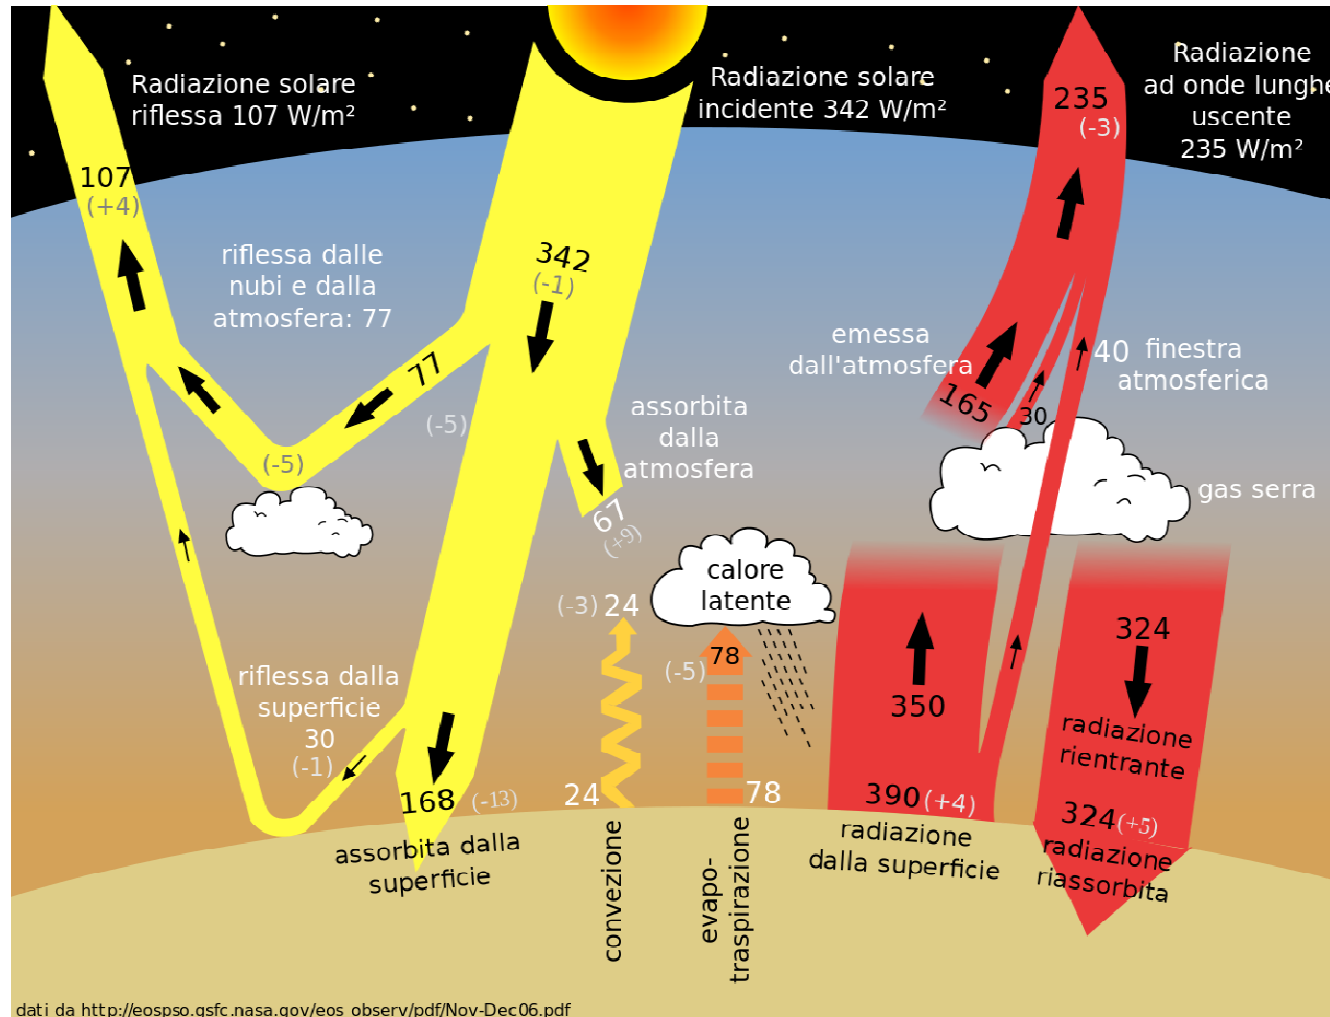 Radiazione solare
riflessa 107 W/m²
Radiazione solare
incidente 342 W/m²
Radiazione
ad onde lunghe
uscente
235 W/m²
235
(-3)
107
(+4)
riflessa dalle
nubi e dalla
atmosfera: 77
342
(-1)
77
(-5)
(-5)
emessa
dall'atmosfera
165
30
40 finestra
atmosferica
assorbita
dalla
atmosfera
67
(+9)
gas serra
calore
latente
(-3) 24
78
(-5)
324
radiazione
rientrante
350
riflessa dalla
superficie
30
(-1)
168 (-13)
24
78
390 (+4)
324 (+5)
assorbita dalla
superficie
convezione
evapo-
traspirazione
radiazione
dalla superficie
radiazione
riassorbita
dati da http://eospso.gsfc.nasa.gov/eos_observ/pdf/Nov-Dec06.pdf